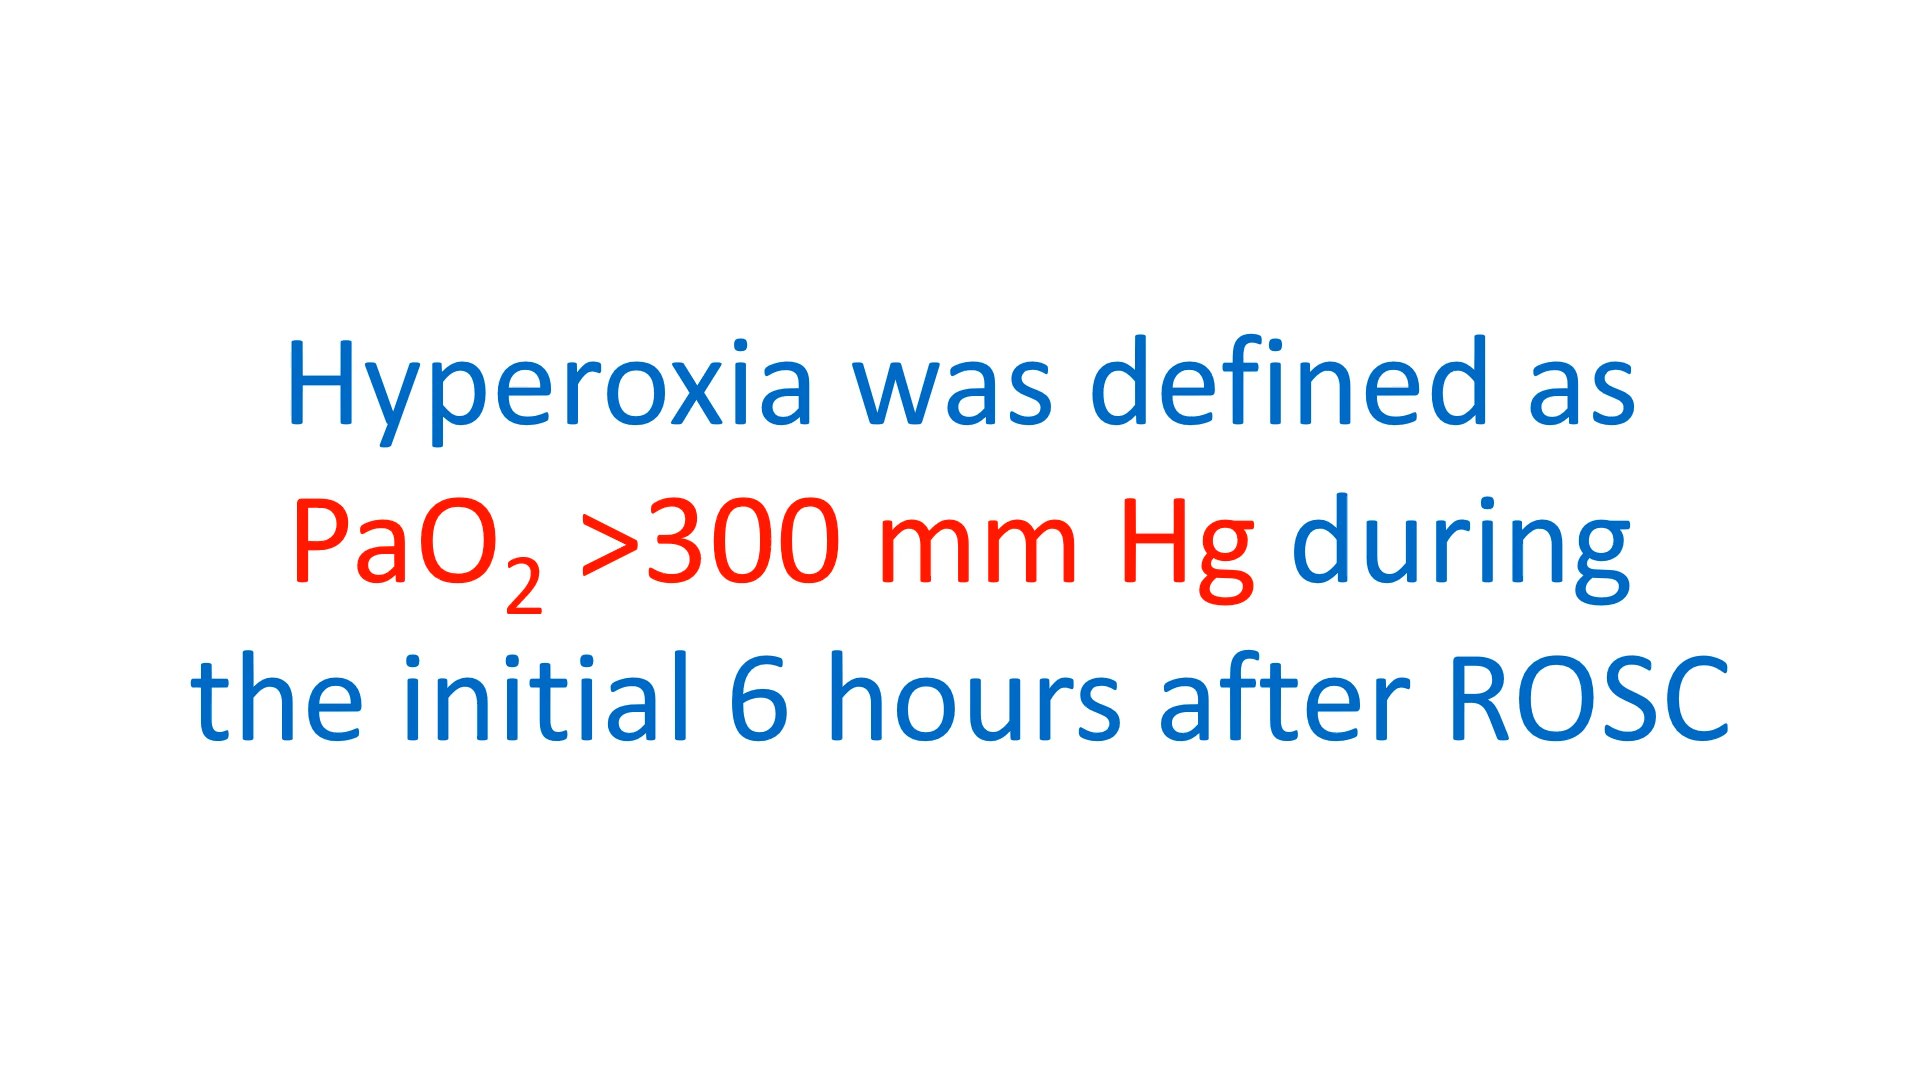 Hyperoxia was defined as
PaO₂ >300 mm Hg during
the initial 6 hours after ROSC